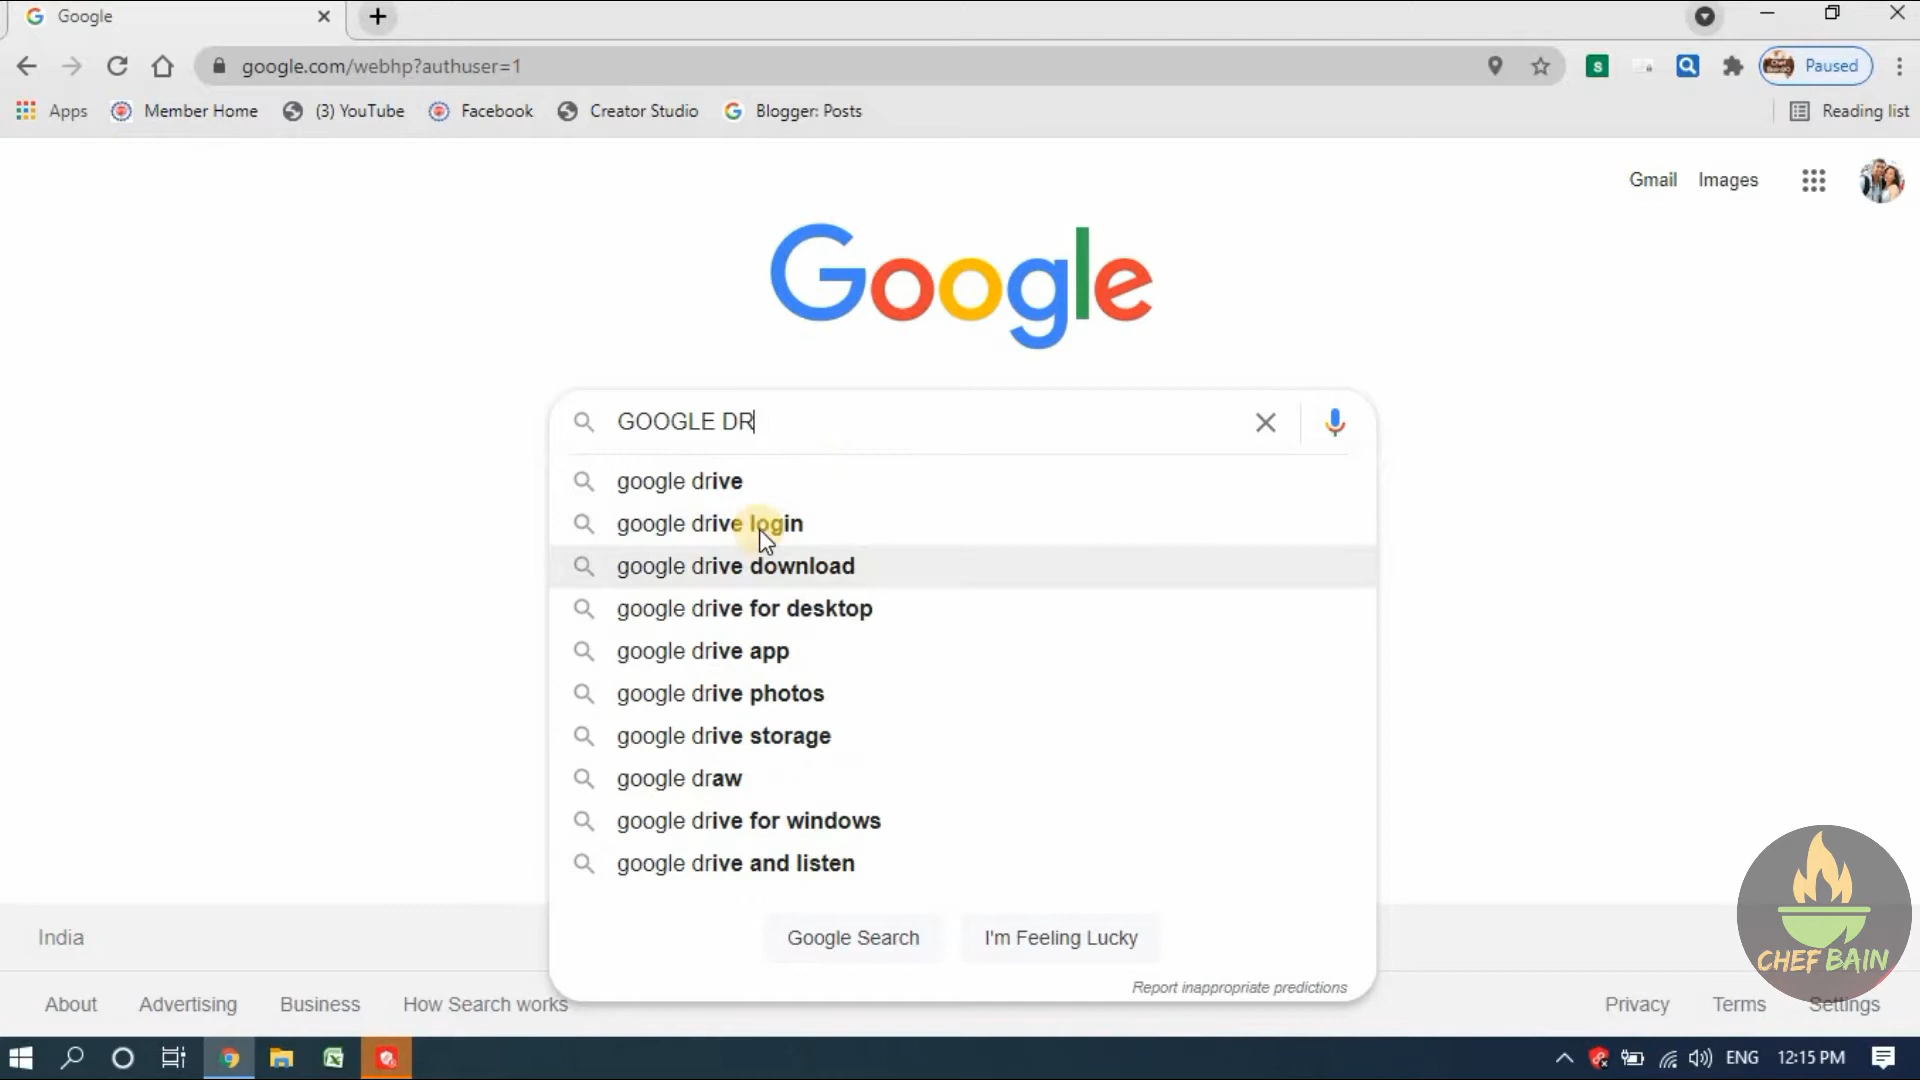 Google
google.com/webhp?authuser=1
Paused
Apps
Member Home
(3) YouTube
Facebook
Creator Studio
Blogger: Posts
Reading list
Gmail
Images
Google
GOOGLE DR
google drive
google drive login
google drive download
google drive for desktop
google drive app
google drive photos
google drive storage
google draw
google drive for windows
google drive and listen
Google Search
I'm Feeling Lucky
Report inappropriate predictions
India
About
Advertising
Business
How Search works
Privacy
Terms
Settings
CHEF BAIN
ENG
12:15 PM